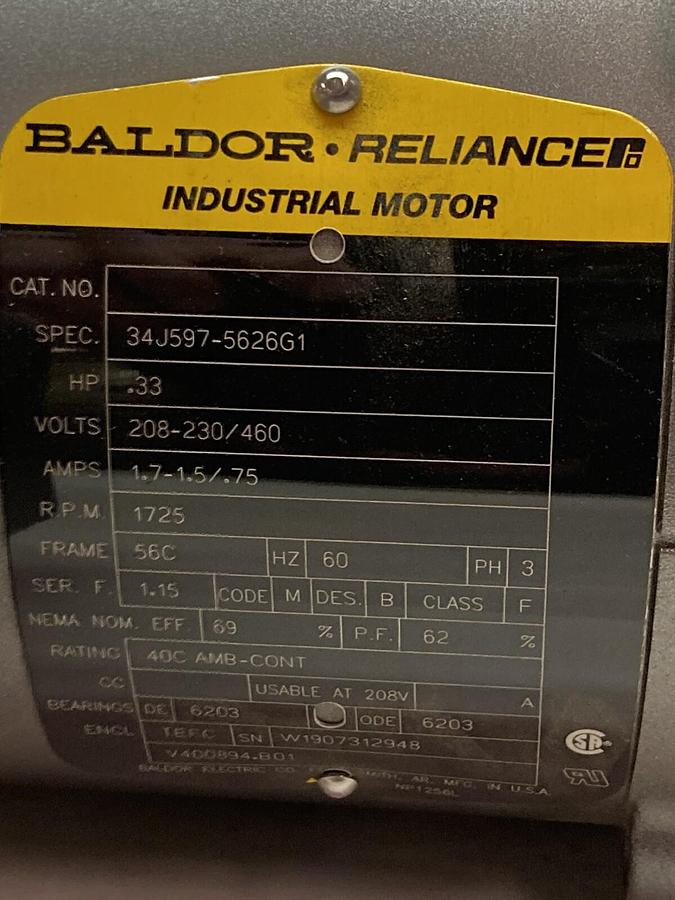 BALDOR • RELIANCE
INDUSTRIAL MOTOR
CAT. NO.
SPEC. 34J597-5626G1
HP .33
VOLTS 208-230/460
AMPS 1.7-1.5/.75
R.P.M. 1725
FRAME 56C HZ 60 PH 3
SER. F. 1.15 CODE M DES. B CLASS F
NEMA NOM. EFF. 69 % P.F. 62 %
RATING 40C AMB-CONT
CC USABLE AT 208V A
BEARINGS DE 6203 ODE 6203
ENCL TEFC SN W1907312948
V400894-B01
BALDOR ELECTRIC CO. AR. MFG. IN U.S.A.
NP1256L